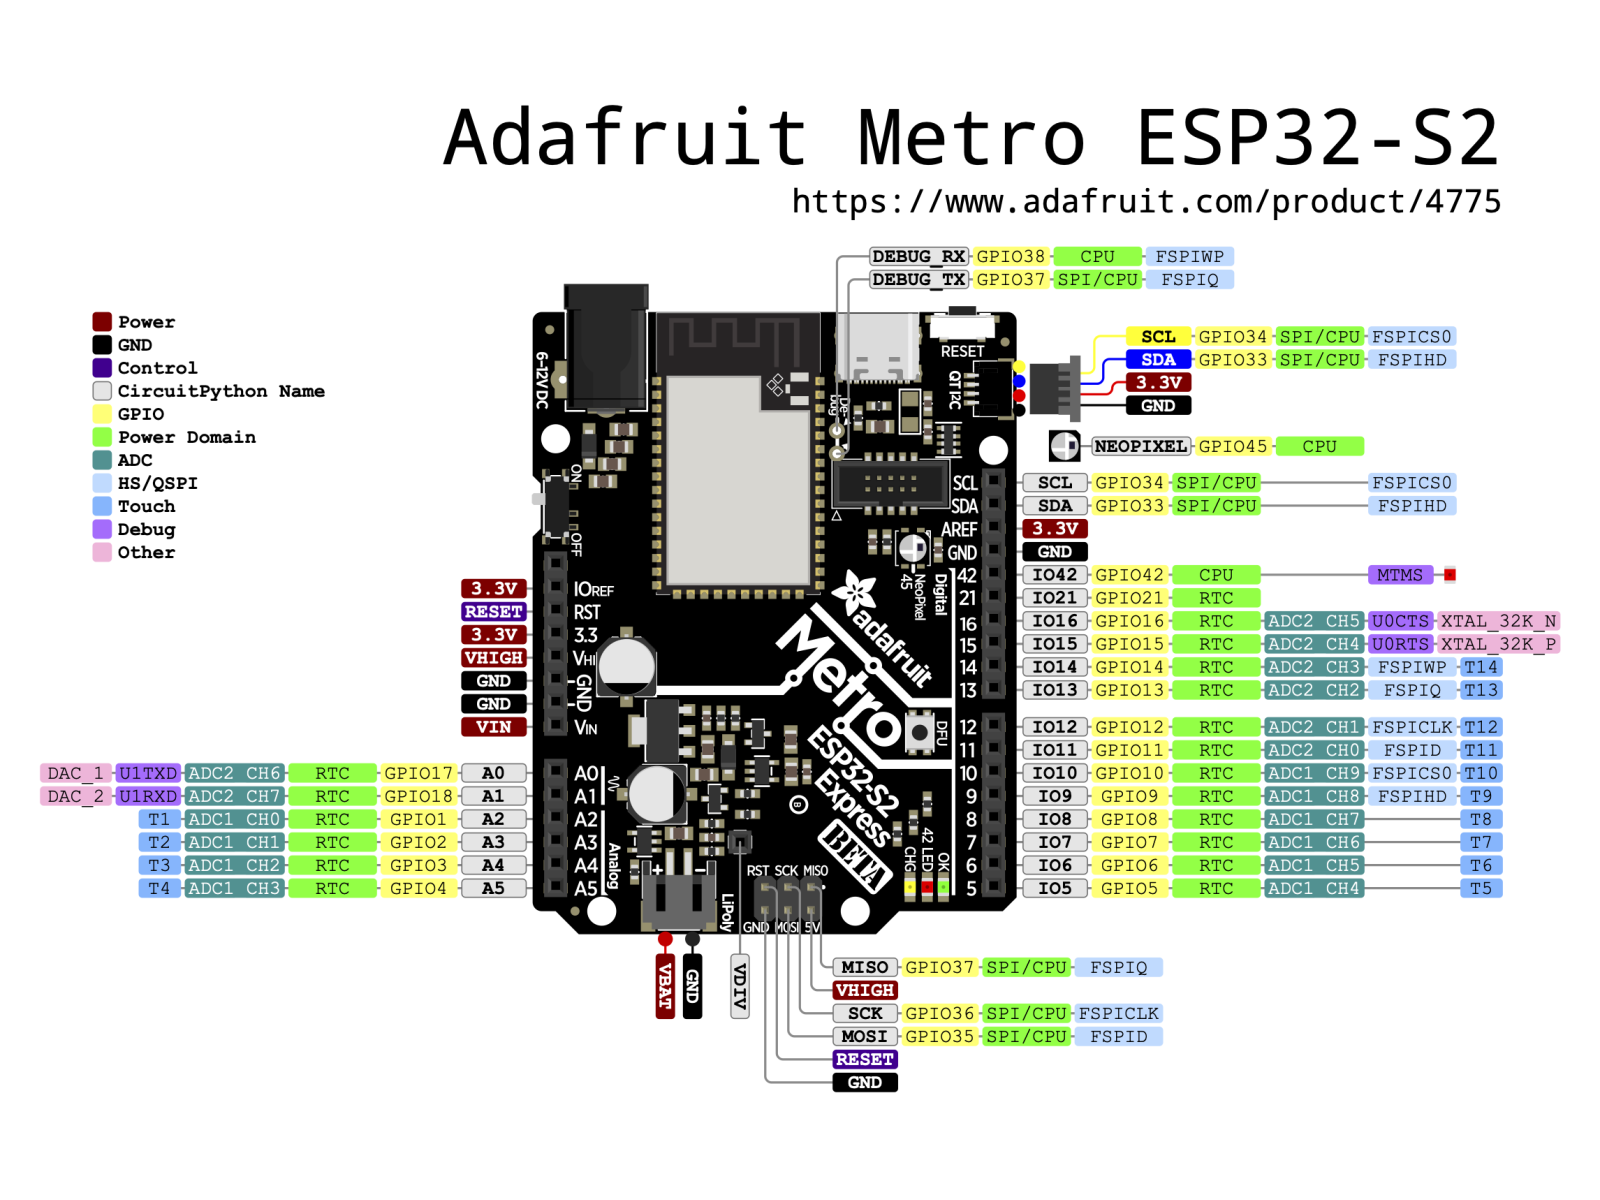 Adafruit Metro ESP32-S2
https://www.adafruit.com/product/4775
DEBUG_RX GPIO38 CPU FSPIWP
DEBUG_TX GPIO37 SPI/CPU FSPIQ
Power
GND
Control
CircuitPython Name
GPIO
Power Domain
ADC
HS/QSPI
Touch
Debug
Other
SCL GPIO34 SPI/CPU FSPICS0
SDA GPIO33 SPI/CPU FSPIHD
3.3V
GND
NEOPIXEL GPIO45 CPU
SCL GPIO34 SPI/CPU FSPICS0
SDA GPIO33 SPI/CPU FSPIHD
3.3V
GND
IO42 GPIO42 CPU MTMS
IO21 GPIO21 RTC
IO16 GPIO16 RTC ADC2 CH5 U0CTS XTAL_32K_N
IO15 GPIO15 RTC ADC2 CH4 U0RTS XTAL_32K_P
IO14 GPIO14 RTC ADC2 CH3 FSPIWP T14
IO13 GPIO13 RTC ADC2 CH2 FSPIQ T13
IO12 GPIO12 RTC ADC2 CH1 FSPICLK T12
IO11 GPIO11 RTC ADC2 CH0 FSPID T11
IO10 GPIO10 RTC ADC1 CH9 FSPICS0 T10
IO9 GPIO9 RTC ADC1 CH8 FSPIHD T9
IO8 GPIO8 RTC ADC1 CH7 T8
IO7 GPIO7 RTC ADC1 CH6 T7
IO6 GPIO6 RTC ADC1 CH5 T6
IO5 GPIO5 RTC ADC1 CH4 T5
3.3V
RESET
3.3V
VHIGH
GND
GND
VIN
DAC_1 U1TXD ADC2 CH6 RTC GPIO17 A0
DAC_2 U1RXD ADC2 CH7 RTC GPIO18 A1
T1 ADC1 CH0 RTC GPIO1 A2
T2 ADC1 CH1 RTC GPIO2 A3
T3 ADC1 CH2 RTC GPIO3 A4
T4 ADC1 CH3 RTC GPIO4 A5
6-12VDC
ON
OFF
RESET
QT I2C
De-
bug
SCL
SDA
AREF
GND
42
21
16
15
14
13
12
11
10
9
8
7
6
5
Digital
NeoPixel
45
IOREF
RST
3.3
VHI
GND
VIN
A0
A1
A2
A3
A4
A5
Analog
adafruit
Metro
ESP32-S2
Express
BETA
DFU
B
CHG
42 LED
OK
LiPoly
+ -
RST SCK MISO
GND MOSI 5V
VBAT
GND
VDIV
MISO GPIO37 SPI/CPU FSPIQ
VHIGH
SCK GPIO36 SPI/CPU FSPICLK
MOSI GPIO35 SPI/CPU FSPID
RESET
GND